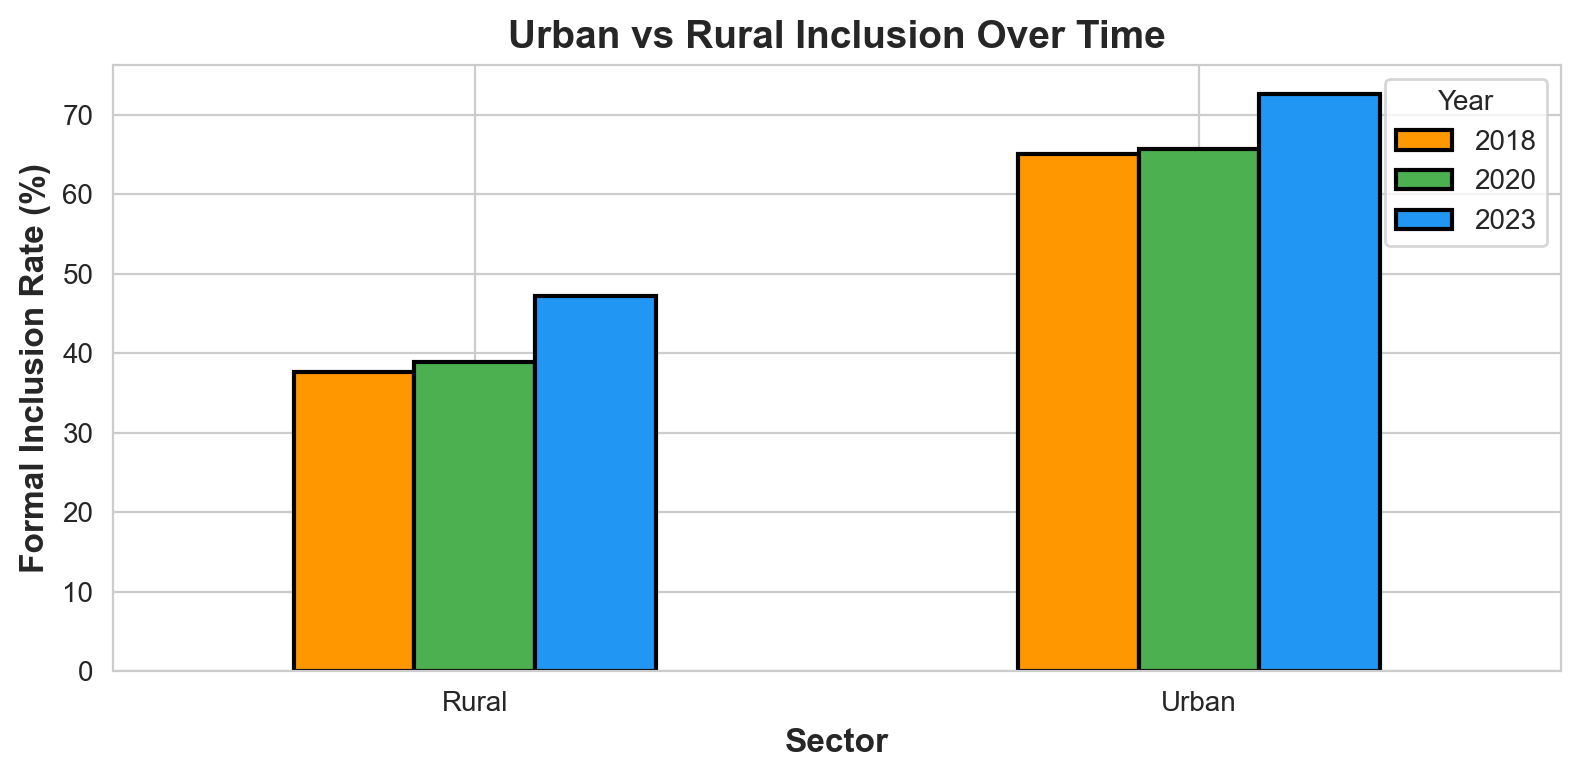 Urban vs Rural Inclusion Over Time
Formal Inclusion Rate (%)
70
60
50
40
30
20
10
0
Year
2018
2020
2023
Rural
Urban
Sector